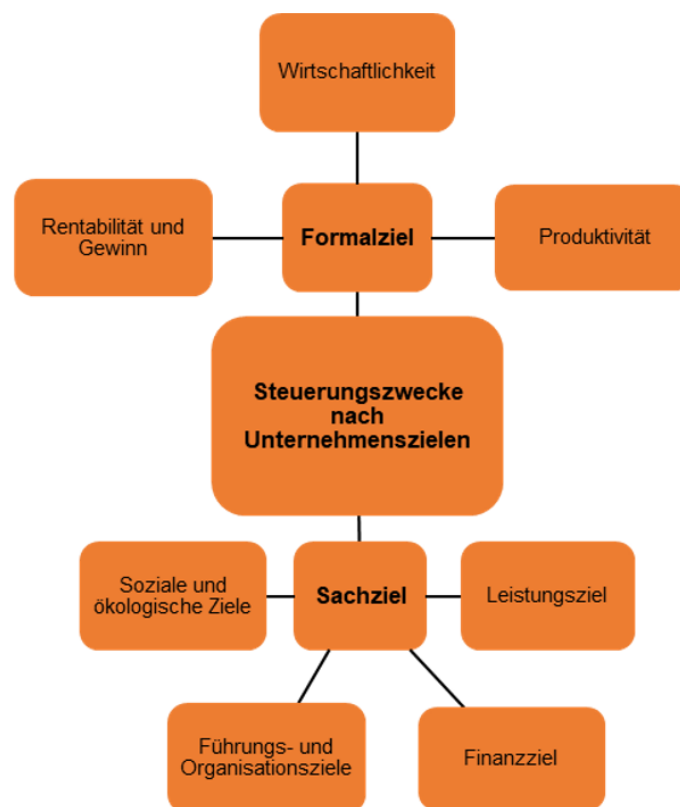 Wirtschaftlichkeit
Rentabilität und
Gewinn
Formalziel
Produktivität
Steuerungszwecke
nach
Unternehmenszielen
Soziale und
ökologische Ziele
Sachziel
Leistungsziel
Führungs- und
Organisationsziele
Finanzziel